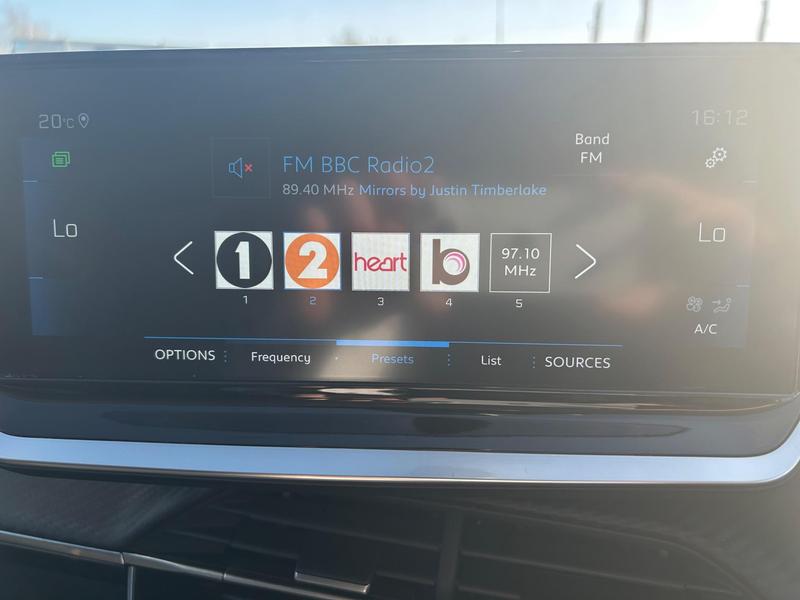 20°C
16:12
FM BBC Radio2
89.40 MHz Mirrors by Justin Timberlake
Band
FM
Lo
Lo
1
2
heart
b
97.10
MHz
1
2
3
4
5
A/C
OPTIONS
Frequency
Presets
List
SOURCES